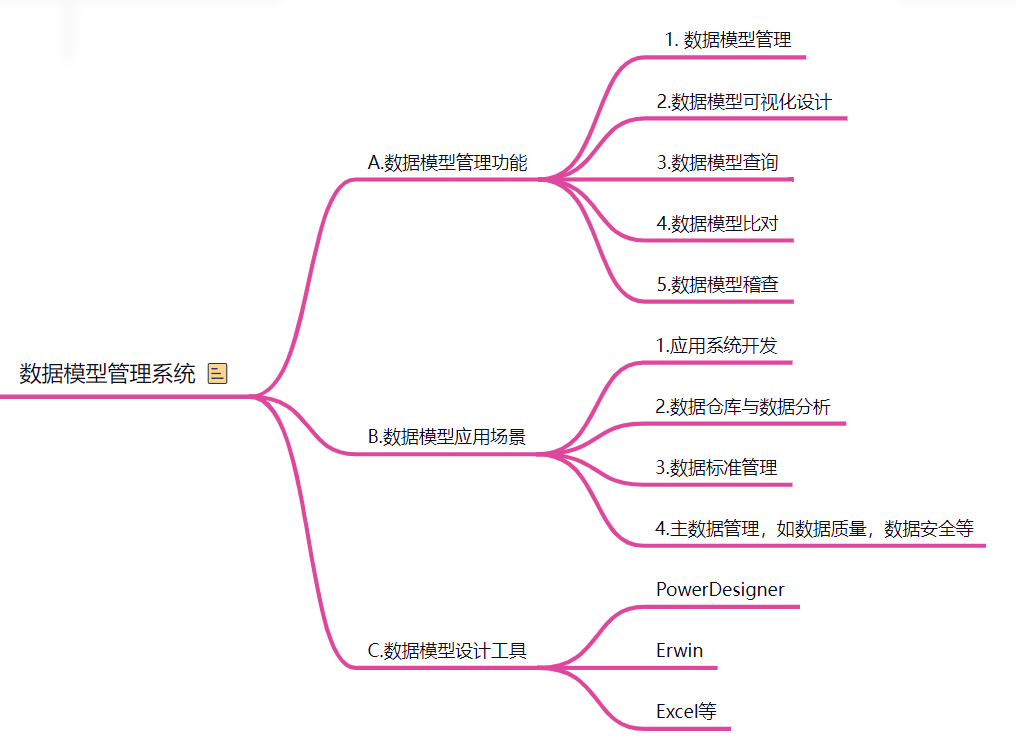 数据模型管理系统
A.数据模型管理功能
1. 数据模型管理
2.数据模型可视化设计
3.数据模型查询
4.数据模型比对
5.数据模型稽查
B.数据模型应用场景
1.应用系统开发
2.数据仓库与数据分析
3.数据标准管理
4.主数据管理，如数据质量，数据安全等
C.数据模型设计工具
PowerDesigner
Erwin
Excel等